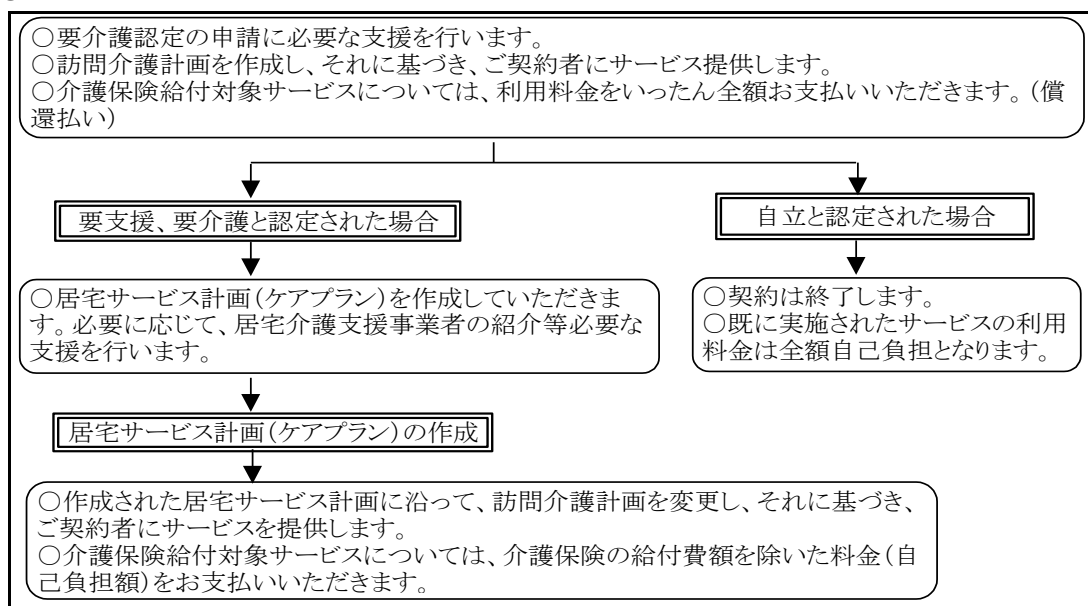 ○要介護認定の申請に必要な支援を行います。
○訪問介護計画を作成し、それに基づき、ご契約者にサービス提供します。
○介護保険給付対象サービスについては、利用料金をいったん全額お支払いいただきます。(償
還払い)
要支援、要介護と認定された場合
自立と認定された場合
○居宅サービス計画(ケアプラン)を作成していただきま
す。必要に応じて、居宅介護支援事業者の紹介等必要な
支援を行います。
○契約は終了します。
○既に実施されたサービスの利用
料金は全額自己負担となります。
居宅サービス計画(ケアプラン)の作成
○作成された居宅サービス計画に沿って、訪問介護計画を変更し、それに基づき、
ご契約者にサービスを提供します。
○介護保険給付対象サービスについては、介護保険の給付費額を除いた料金(自
己負担額)をお支払いいただきます。